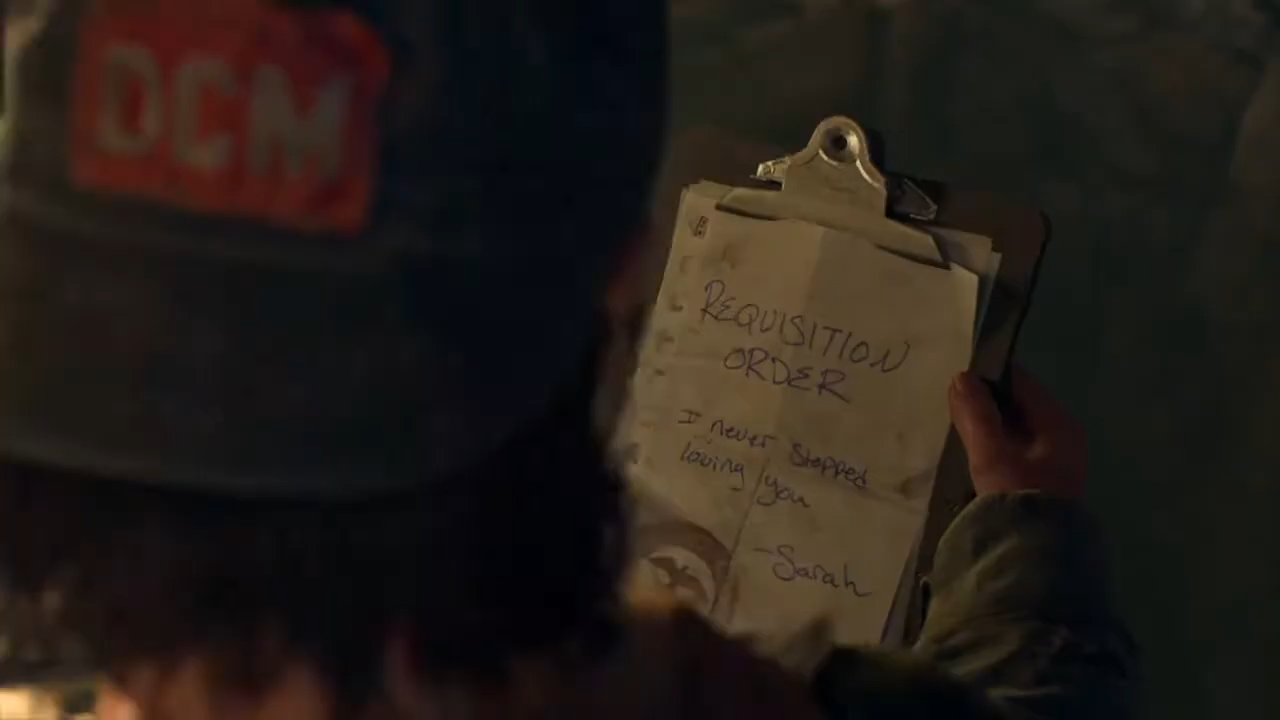 DCM
REQUISITION
ORDER
I never stopped
loving you
-Sarah